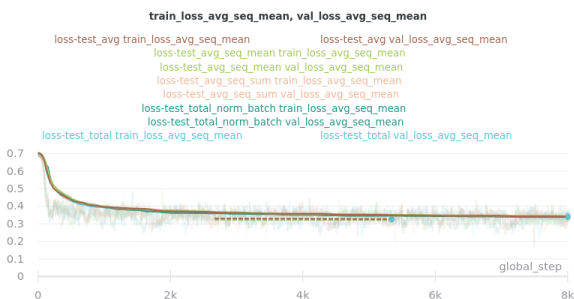 train_loss_avg_seq_mean, val_loss_avg_seq_mean
loss-test_avg train_loss_avg_seq_mean loss-test_avg val_loss_avg_seq_mean
loss-test_avg_seq_mean train_loss_avg_seq_mean
loss-test_avg_seq_mean val_loss_avg_seq_mean
loss-test_avg_seq_sum train_loss_avg_seq_mean
loss-test_avg_seq_sum val_loss_avg_seq_mean
loss-test_total_norm_batch train_loss_avg_seq_mean
loss-test_total_norm_batch val_loss_avg_seq_mean
loss-test_total train_loss_avg_seq_mean loss-test_total val_loss_avg_seq_mean
0.7
0.6
0.5
0.4
0.3
0.2
0.1
0
global_step
0 2k 4k 6k 8k